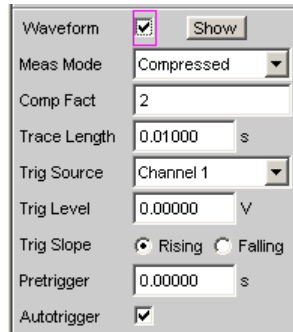 Waveform Show
Meas Mode Compressed
Comp Fact 2
Trace Length 0.01000 s
Trig Source Channel 1
Trig Level 0.00000 V
Trig Slope Rising Falling
Pretrigger 0.00000 s
Autotrigger